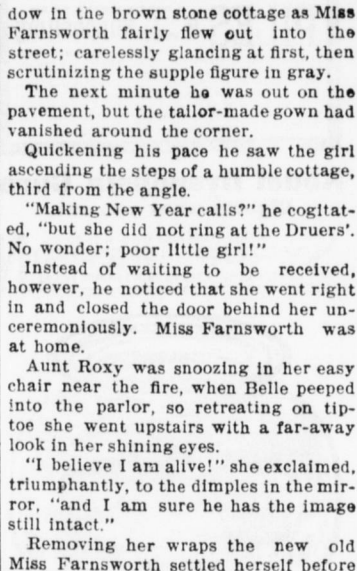 dow in the brown stone cottage as Miss
Farnsworth fairly flew out into the
street; carelessly glancing at first, then
scrutinizing the supple figure in gray.
The next minute he was out on the
pavement, but the tailor-made gown had
vanished around the corner.
Quickening his pace he saw the girl
ascending the steps of a humble cottage,
third from the angle.
"Making New Year calls?" he cogitat-
ed, "but she did not ring at the Druers'.
No wonder; poor little girl!"
Instead of waiting to be received,
however, he noticed that she went right
in and closed the door behind her un-
ceremoniously. Miss Farnsworth was
at home.
Aunt Roxy was snoozing in her easy
chair near the fire, when Belle peeped
into the parlor, so retreating on tip-
toe she went upstairs with a far-away
look in her shining eyes.
"I believe I am alive!" she exclaimed,
triumphantly, to the dimples in the mir-
ror, "and I am sure he has the image
still intact."
Removing her wraps the new old
Miss Farnsworth settled herself before